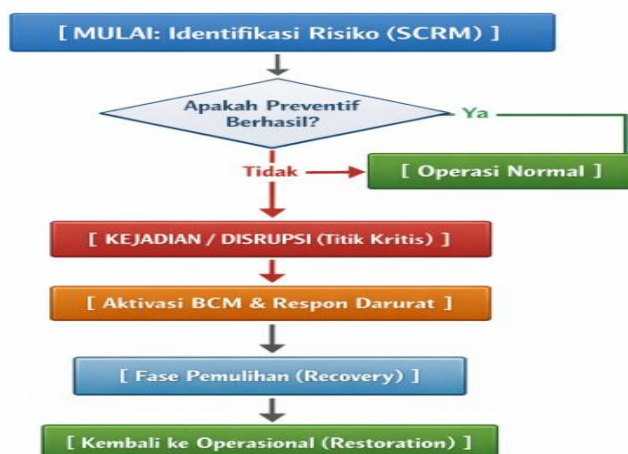 [ MULAI: Identifikasi Risiko (SCRM) ]
Apakah Preventif
Berhasil?
Ya
Tidak
[ Operasi Normal ]
[ KEJADIAN / DISRUPSI (Titik Kritis) ]
[ Aktivasi BCM & Respon Darurat ]
[ Fase Pemulihan (Recovery) ]
[ Kembali ke Operasional (Restoration) ]